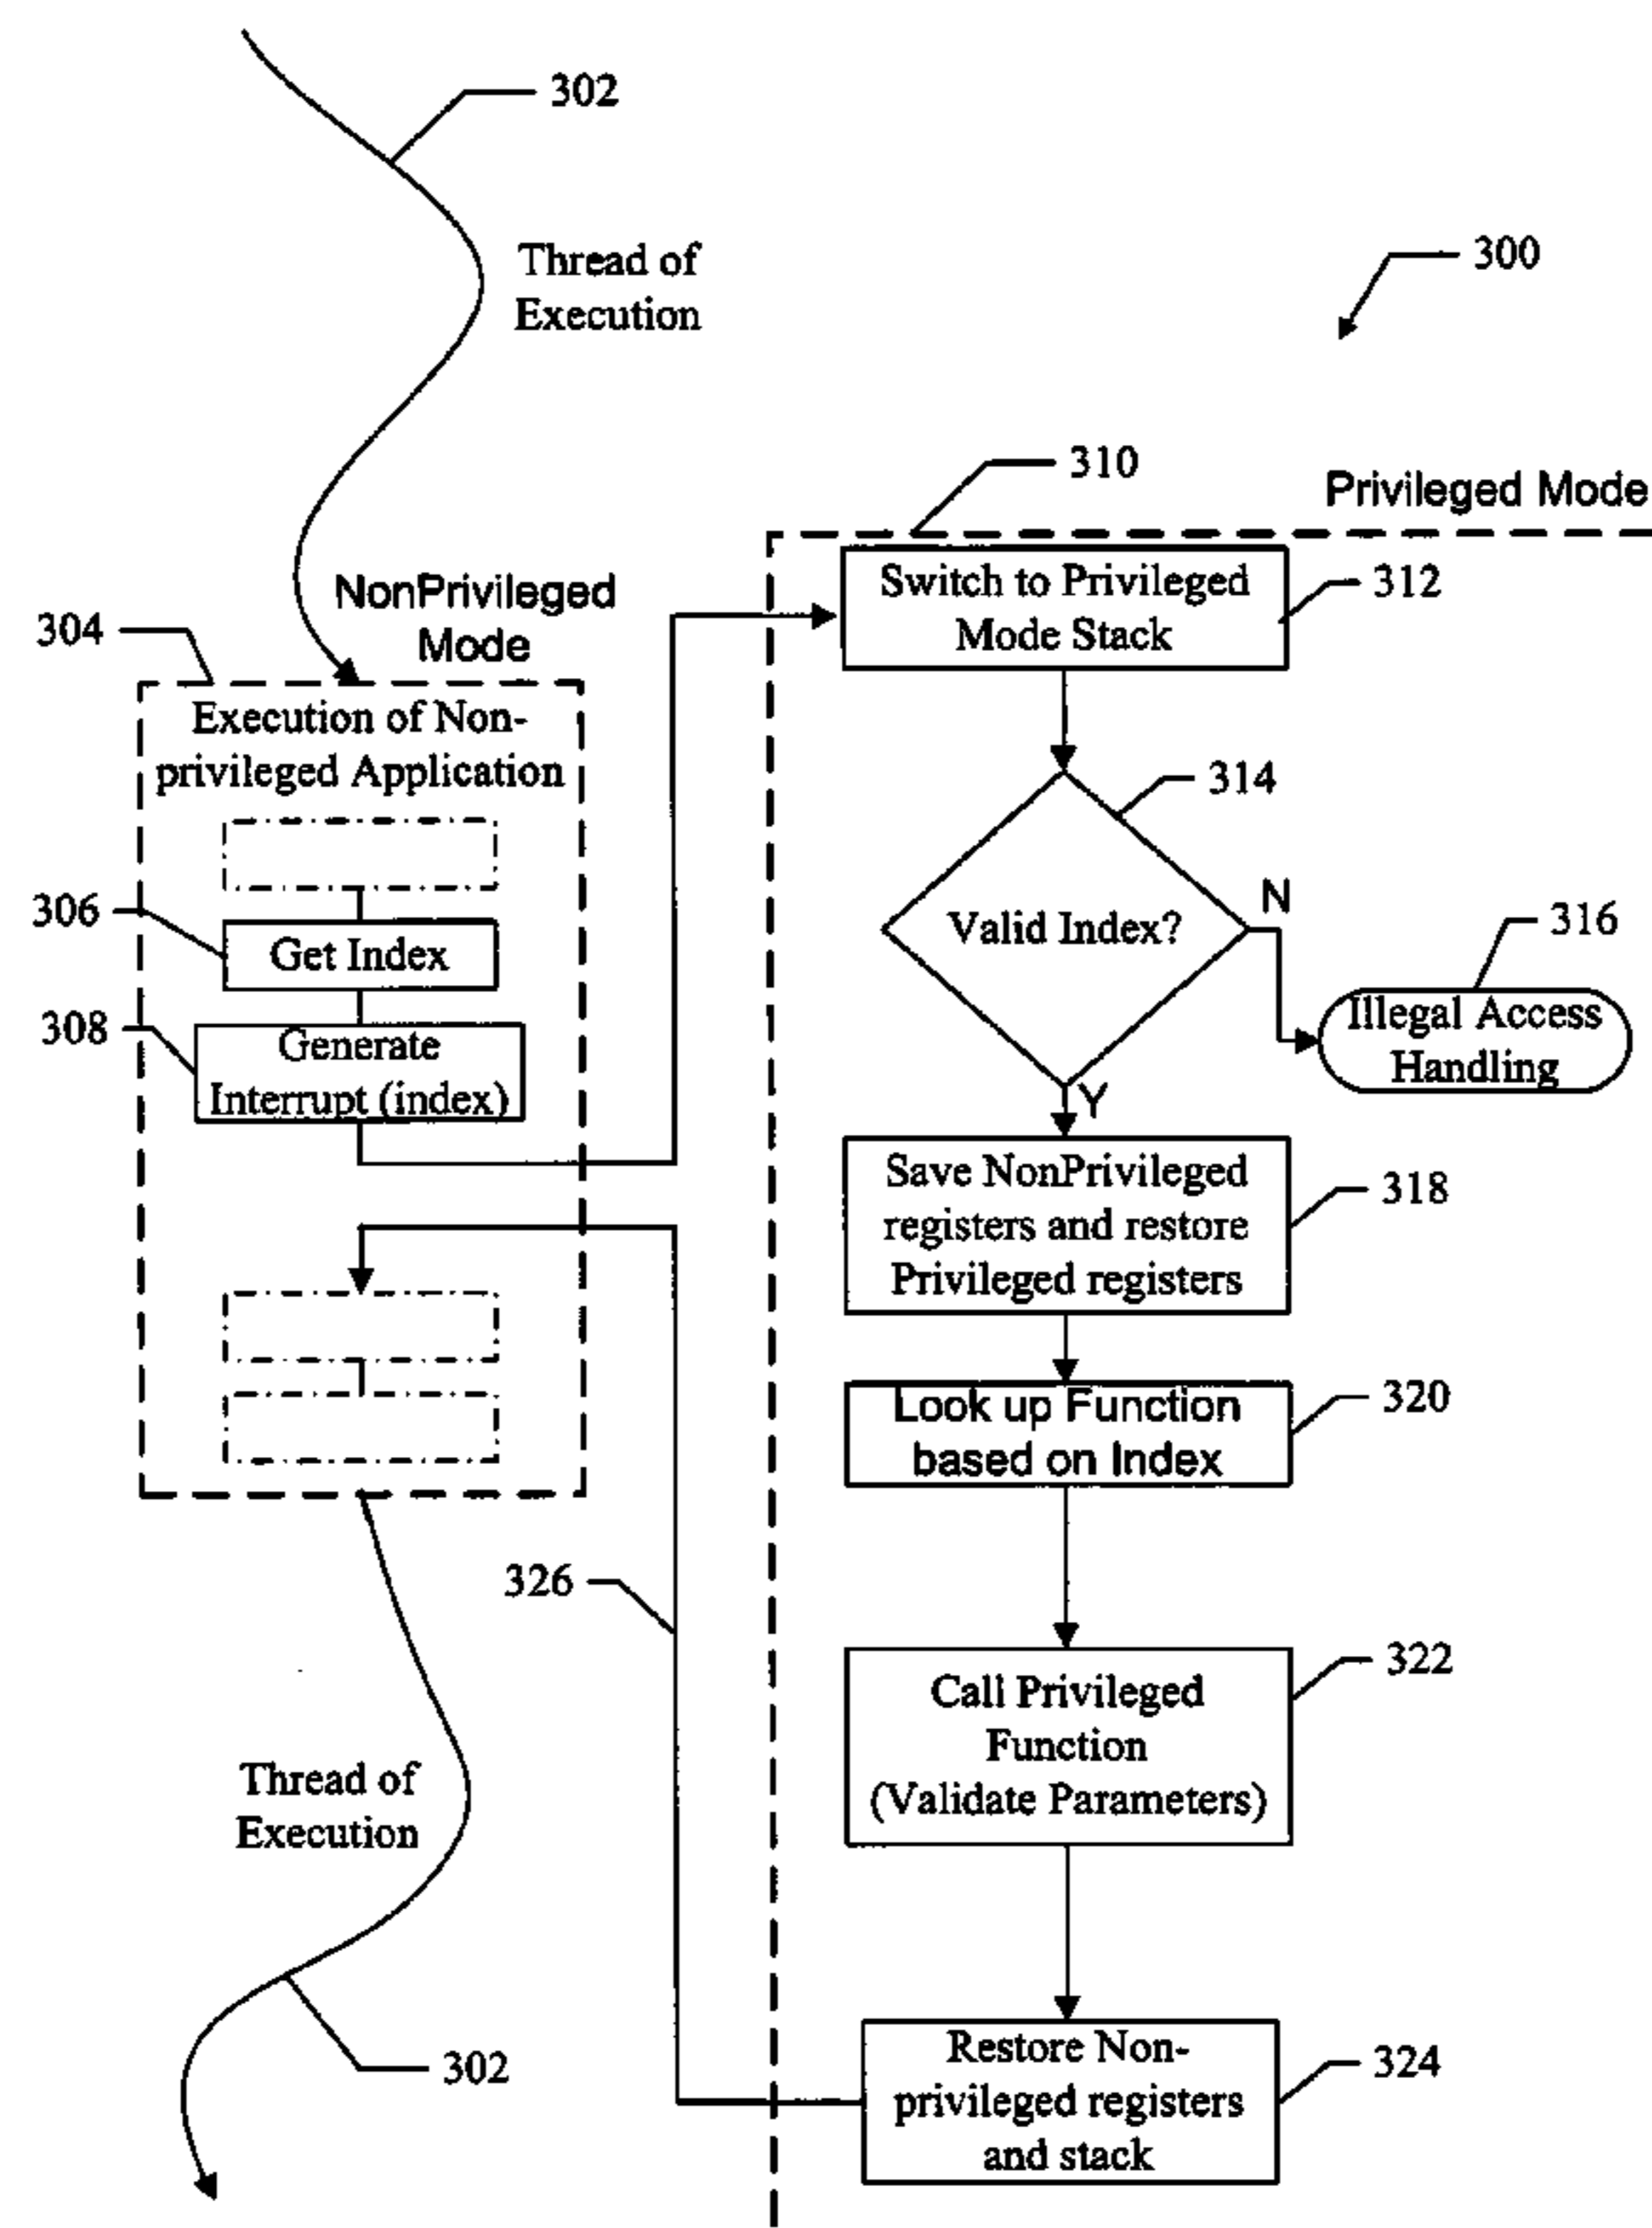 302
Thread of
Execution
300
310
Privileged Mode
NonPrivileged
Mode
304
Execution of Non-
privileged Application
306
Get Index
308
Generate
Interrupt (index)
Switch to Privileged
Mode Stack
312
314
Valid Index?
N
316
Illegal Access
Handling
Y
Save NonPrivileged
registers and restore
Privileged registers
318
Look up Function
based on Index
320
326
Call Privileged
Function
(Validate Parameters)
322
Thread of
Execution
302
Restore Non-
privileged registers
and stack
324